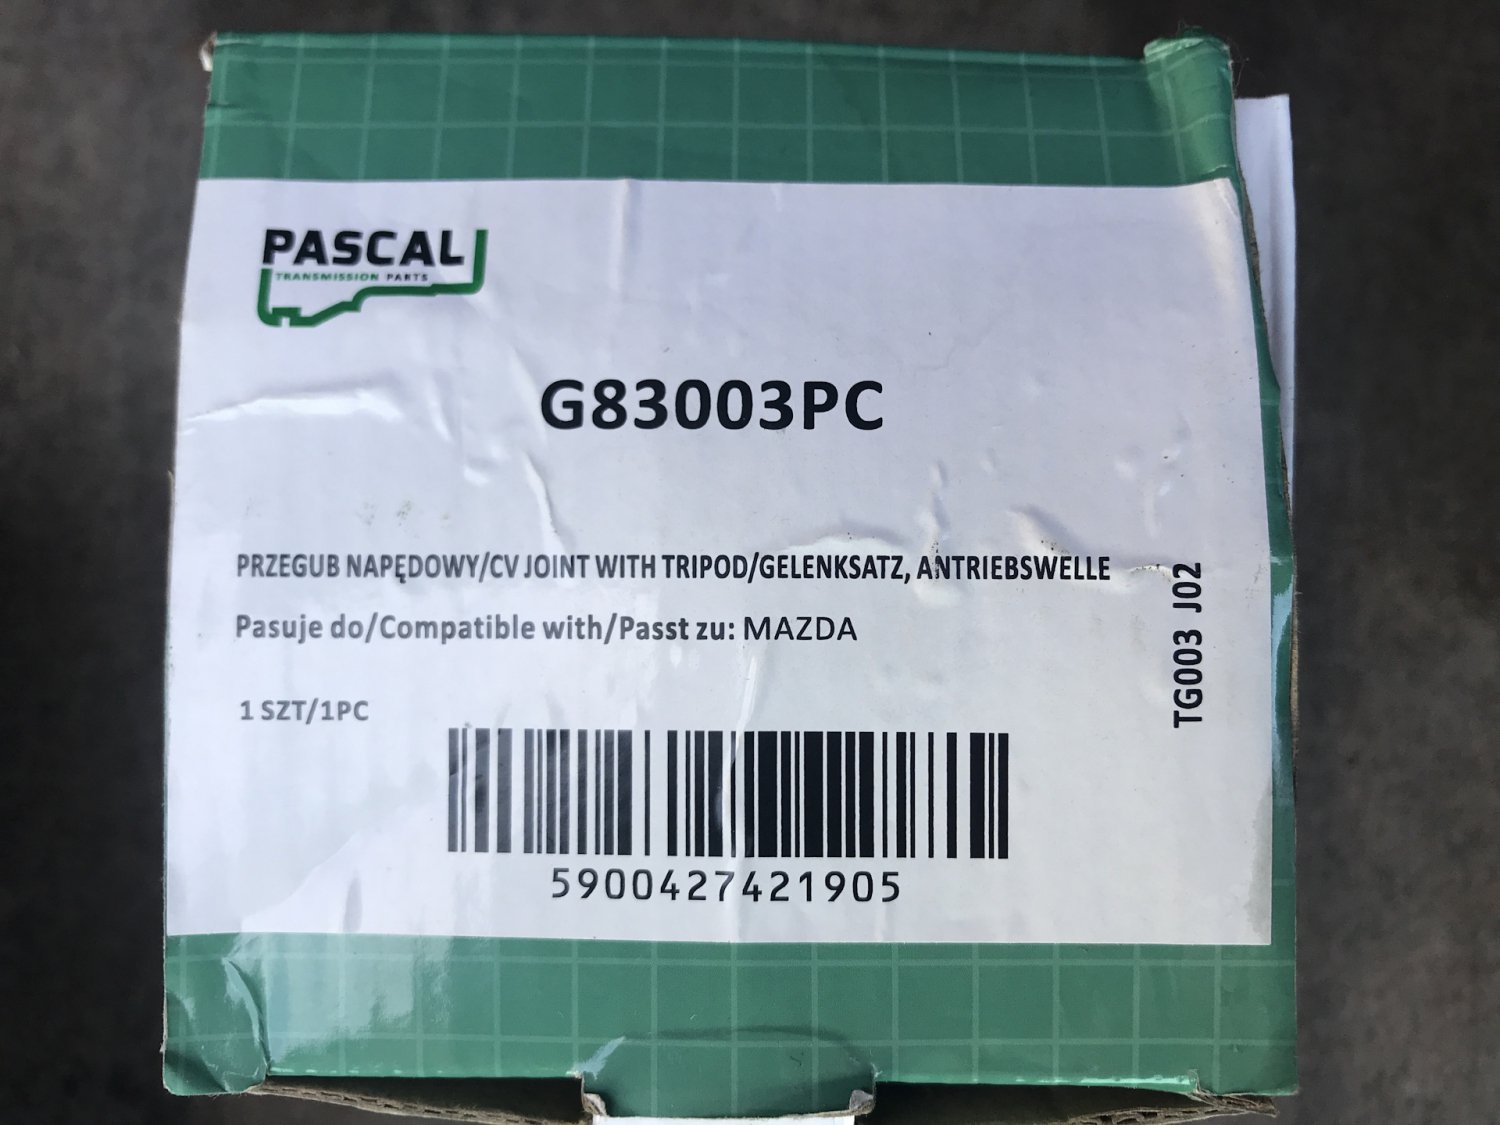 PASCAL
TRANSMISSION PARTS
G83003PC
PRZEGUB NAPĘDOWY/CV JOINT WITH TRIPOD/GELENKSATZ, ANTRIEBSWELLE
Pasuje do/Compatible with/Passt zu: MAZDA
1 SZT/1PC
5900427421905
TG003 J02